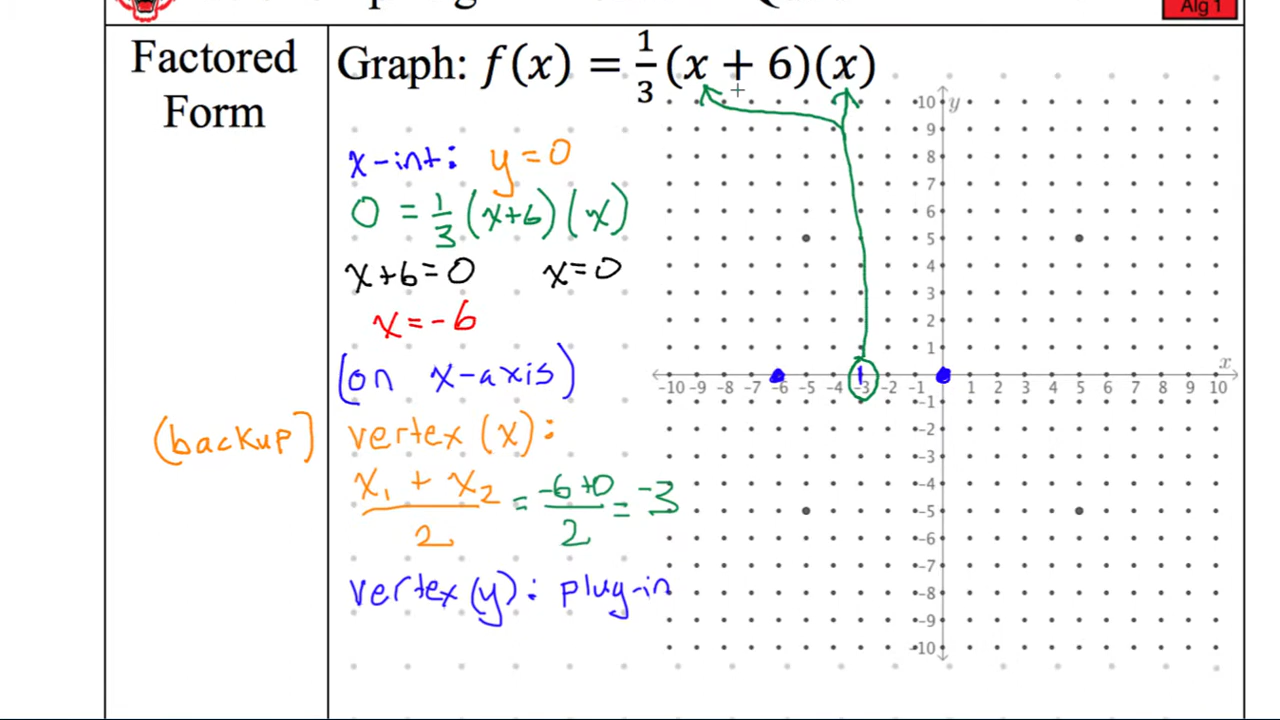 Alg 1
Factored
Form
Graph: f(x) = 1/3 (x + 6)(x)
x-int: y = 0
0 = 1/3 (x+6)(x)
x+6=0 x=0
x=-6
(on x-axis)
(backup) vertex (x):
x₁ + x₂ / 2 = -6+0 / 2 = -3
vertex(y): plug-in
y
10
9
8
7
6
5
4
3
2
1
x
-10 -9 -8 -7 -6 -5 -4 -3 -2 -1 1 2 3 4 5 6 7 8 9 10
-1
-2
-3
-4
-5
-6
-7
-8
-9
-10